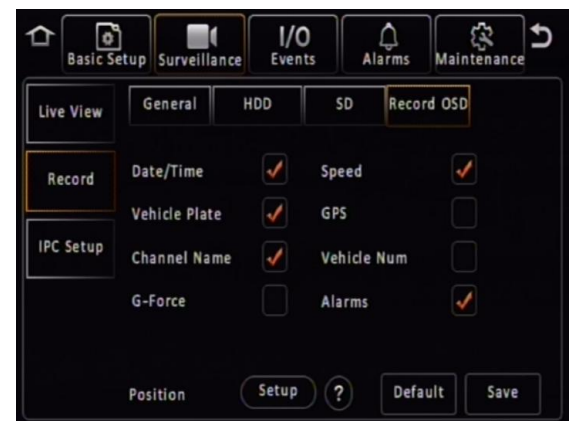 Basic Setup Surveillance I/O Events Alarms Maintenance
Live View
Record
IPC Setup
General HDD SD Record OSD
Date/Time Speed
Vehicle Plate GPS
Channel Name Vehicle Num
G-Force Alarms
Position Setup ? Default Save